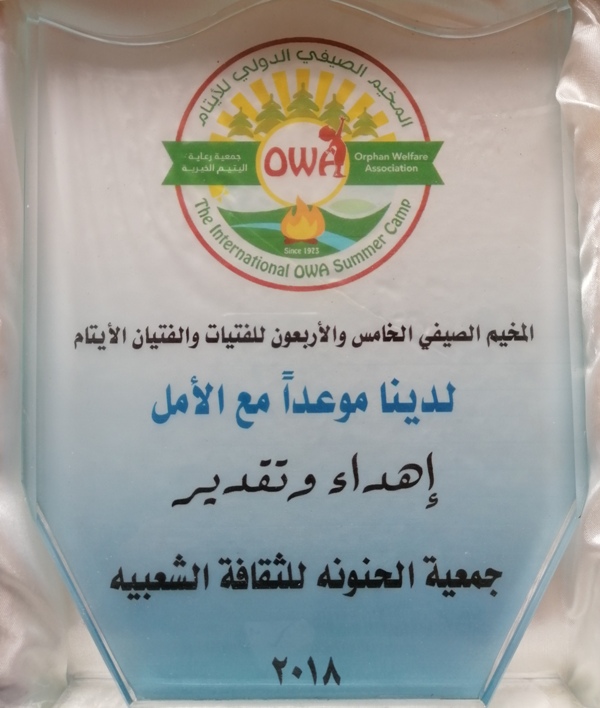 المخيم الصيفي الدولي للأيتام
جمعية رعاية
اليتيم الخيرية
OWA
Orphan Welfare
Association
Since 1973
The International OWA Summer Camp
المخيم الصيفي الخامس والأربعون للفتيات والفتيان الأيتام
لدينا موعداً مع الأمل
إهداء وتقدير
جمعية الحنونه للثقافة الشعبيه
٢٠١٨